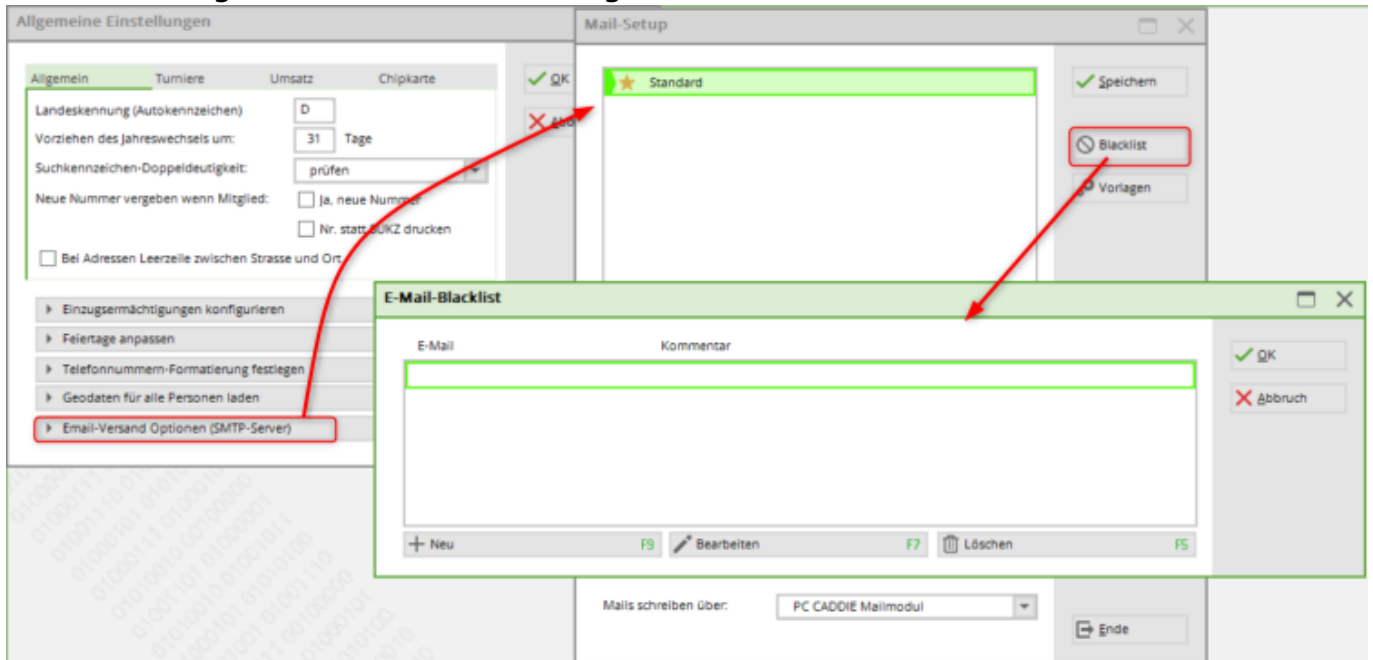 Allgemeine Einstellungen
Allgemein Turniere Umsatz Chipkarte
Landeskennung (Autokennzeichen) D
Vorziehen des Jahreswechsels um: 31 Tage
Suchkennzeichen-Doppeldeutigkeit: prüfen
Neue Nummer vergeben wenn Mitglied: Ja, neue Nummer
Nr. statt SUKZ drucken
Bei Adressen Leerzeile zwischen Strasse und Ort
Einzugsermächtigungen konfigurieren
Feiertage anpassen
Telefonnummern-Formatierung festlegen
Geodaten für alle Personen laden
Email-Versand Optionen (SMTP-Server)
OK
Mail-Setup
Standard
Speichern
Blacklist
Vorlagen
E-Mail-Blacklist
E-Mail Kommentar
OK
Abbruch
Neu F9 Bearbeiten F7 Löschen F5
Mails schreiben über: PC CADDIE Mailmodul
Ende